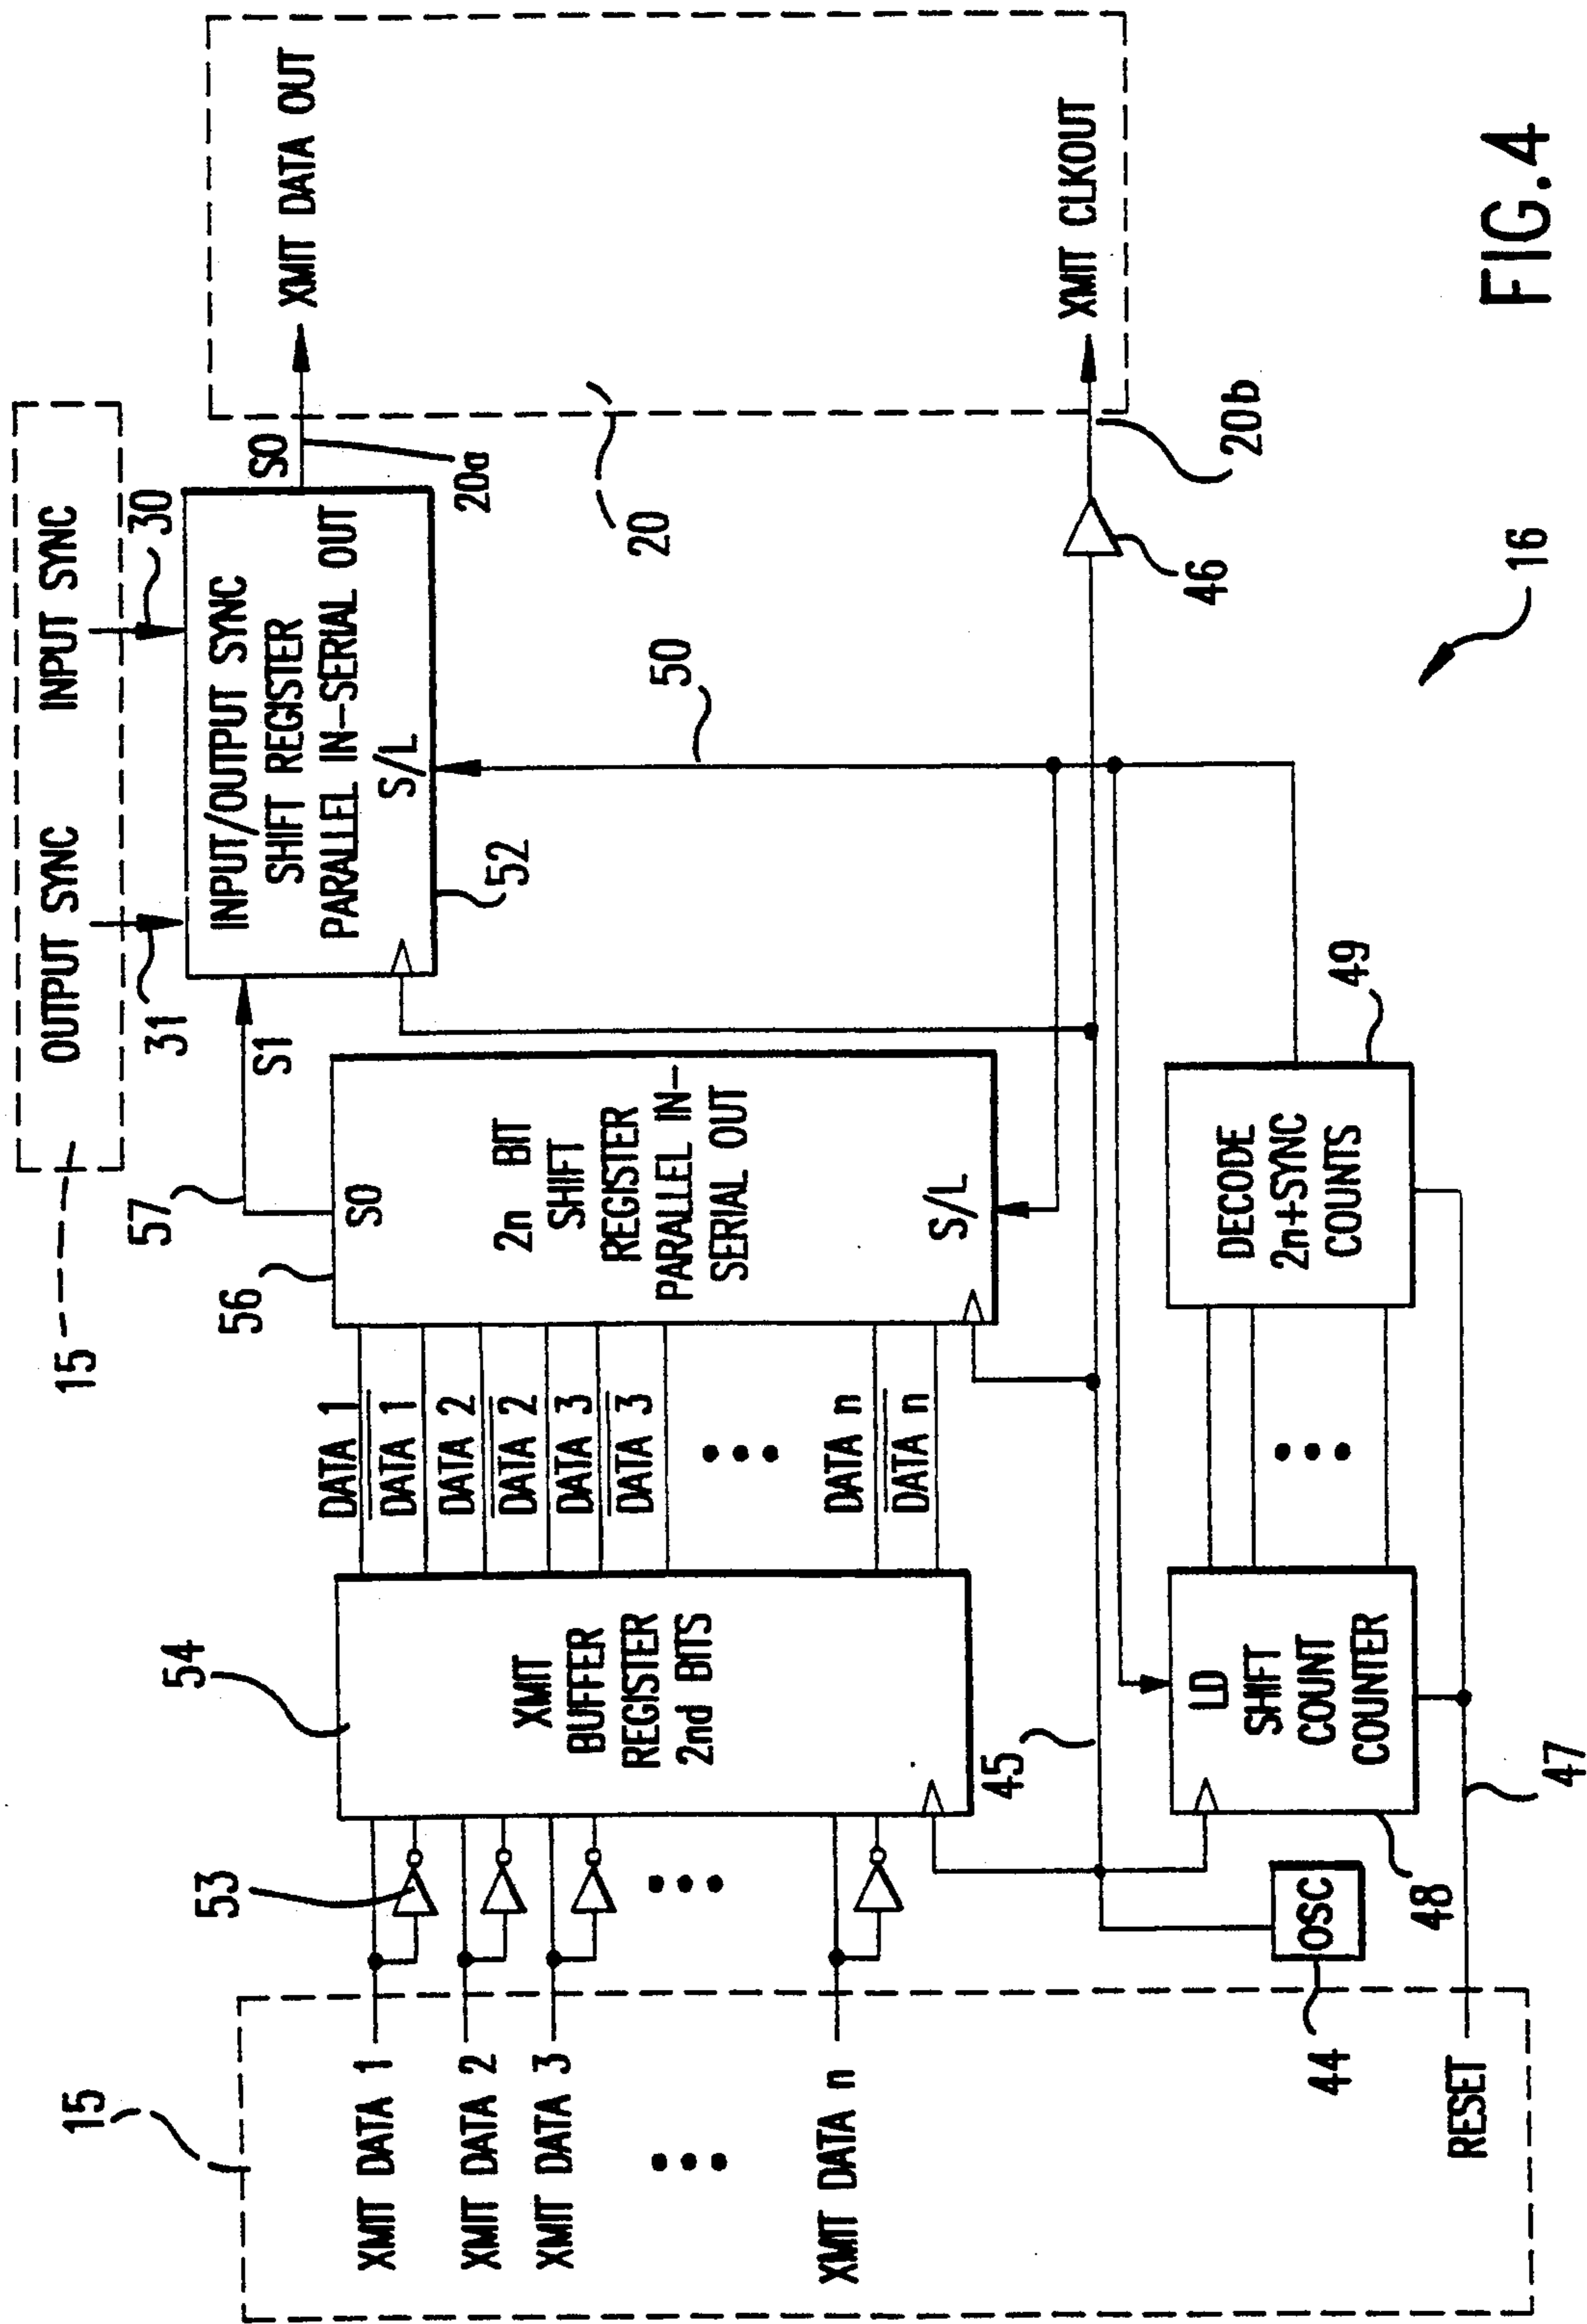 15
OUTPUT SYNC
INPUT SYNC
31
30
57
S1
INPUT/OUTPUT SYNC
SHIFT REGISTER
PARALLEL IN-SERIAL OUT
S/L
52
SO
20a
XMIT DATA OUT
20
50
15
XMIT DATA 1
XMIT DATA 2
XMIT DATA 3
XMIT DATA n
53
54
XMIT
BUFFER
REGISTER
2nd BITS
DATA 1
DATA 1
DATA 2
DATA 2
DATA 3
DATA 3
DATA n
DATA n
56
SO
2n BIT
SHIFT
REGISTER
PARALLEL IN-
SERIAL OUT
S/L
45
46
20b
XMIT CLKOUT
44
OSC
48
LD
SHIFT
COUNT
COUNTER
DECODE
2n+SYNC
COUNTS
49
RESET
47
16
FIG.4